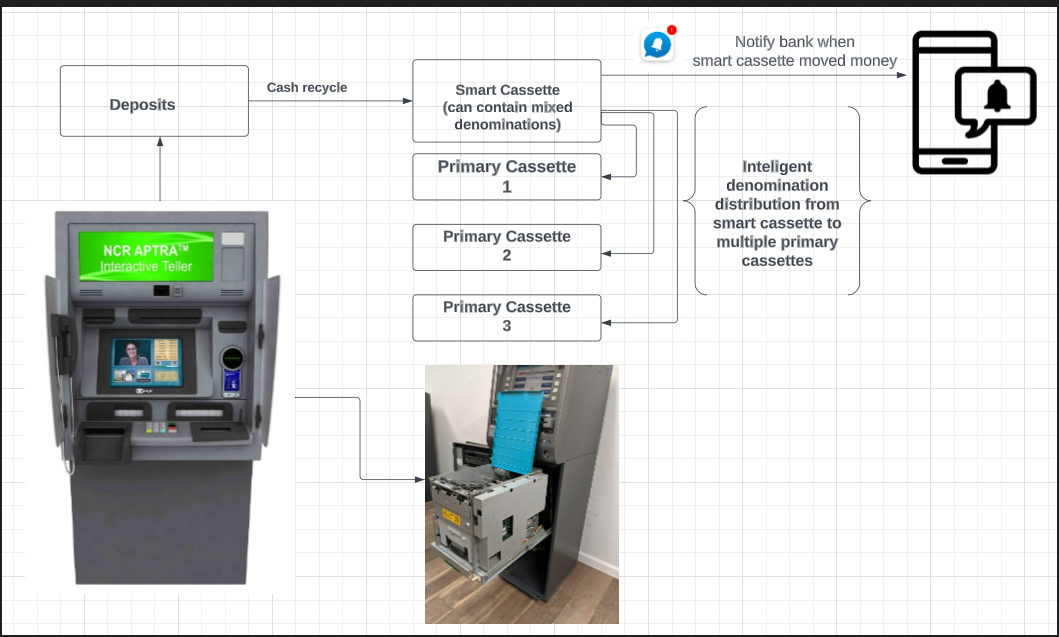 Notify bank when
smart cassette moved money
Deposits
Cash recycle
Smart Cassette
(can contain mixed
denominations)
Primary Cassette
1
Primary Cassette
2
Primary Cassette
3
Inteligent
denomination
distribution from
smart cassette to
multiple primary
cassettes
NCR APTRA™
Interactive Teller